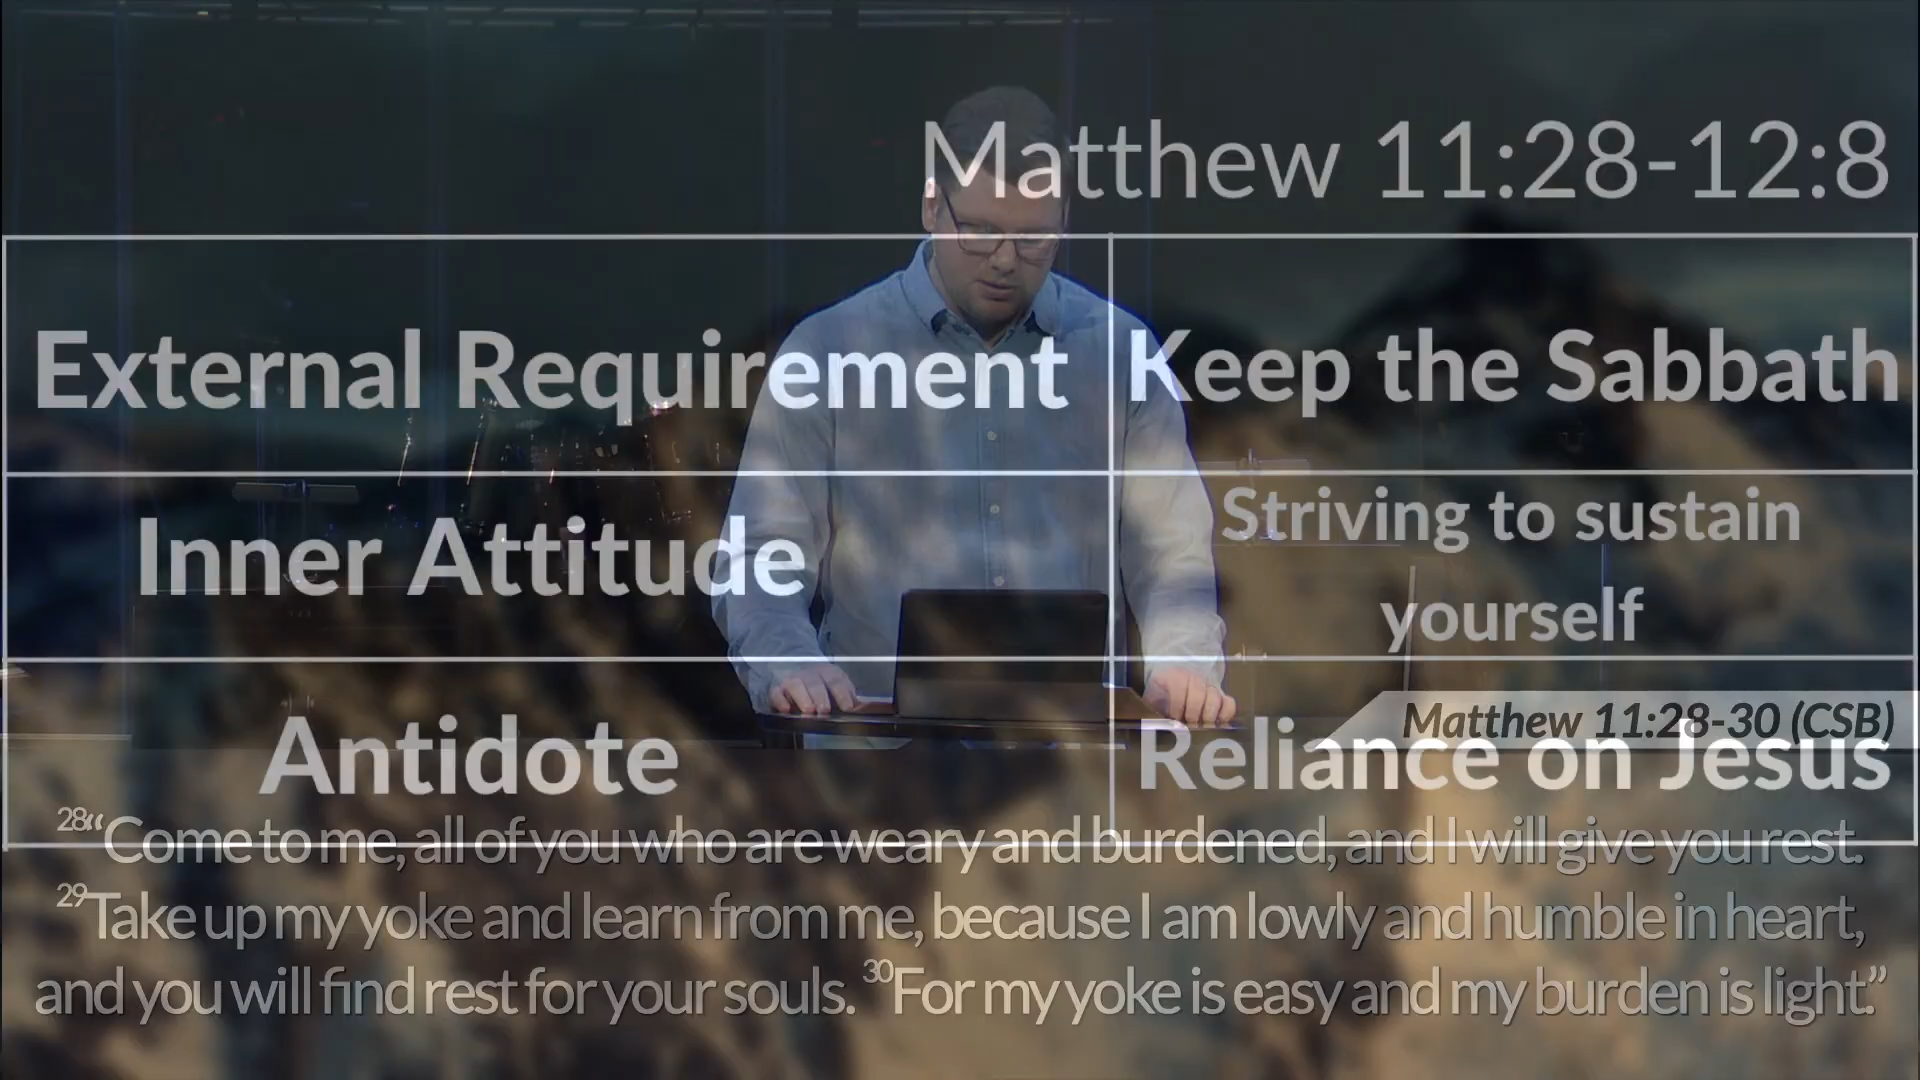 Matthew 11:28-12:8
External Requirement
Keep the Sabbath
Inner Attitude
Striving to sustain
yourself
Antidote
Reliance on Jesus
Matthew 11:28-30 (CSB)
28“Come to me, all of you who are weary and burdened, and I will give you rest.
29Take up my yoke and learn from me, because I am lowly and humble in heart,
and you will find rest for your souls. 30For my yoke is easy and my burden is light.”